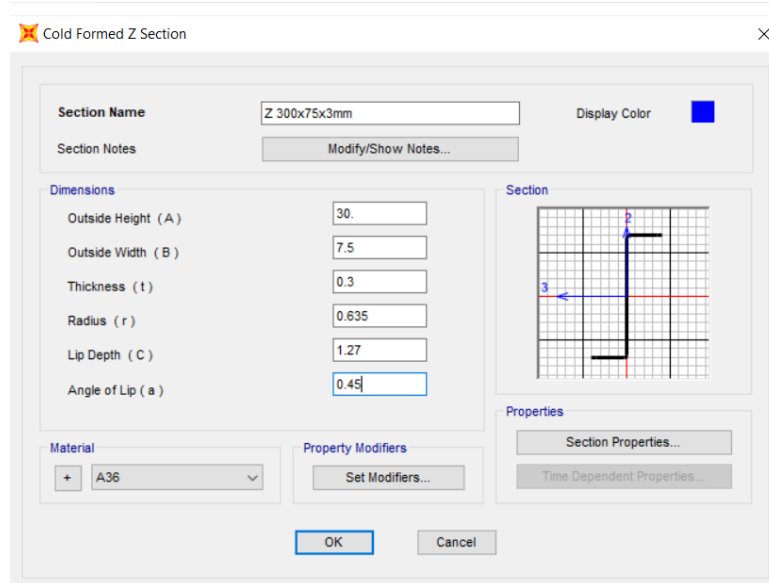 Cold Formed Z Section
Section Name
Z 300x75x3mm
Display Color
Section Notes
Modify/Show Notes...
Dimensions
Outside Height ( A )
30.
Outside Width ( B )
7.5
Thickness ( t )
0.3
Radius ( r )
0.635
Lip Depth ( C )
1.27
Angle of Lip ( a )
0.45
Section
2
3
Properties
Section Properties...
Time Dependent Properties...
Material
+
A36
Property Modifiers
Set Modifiers...
OK
Cancel